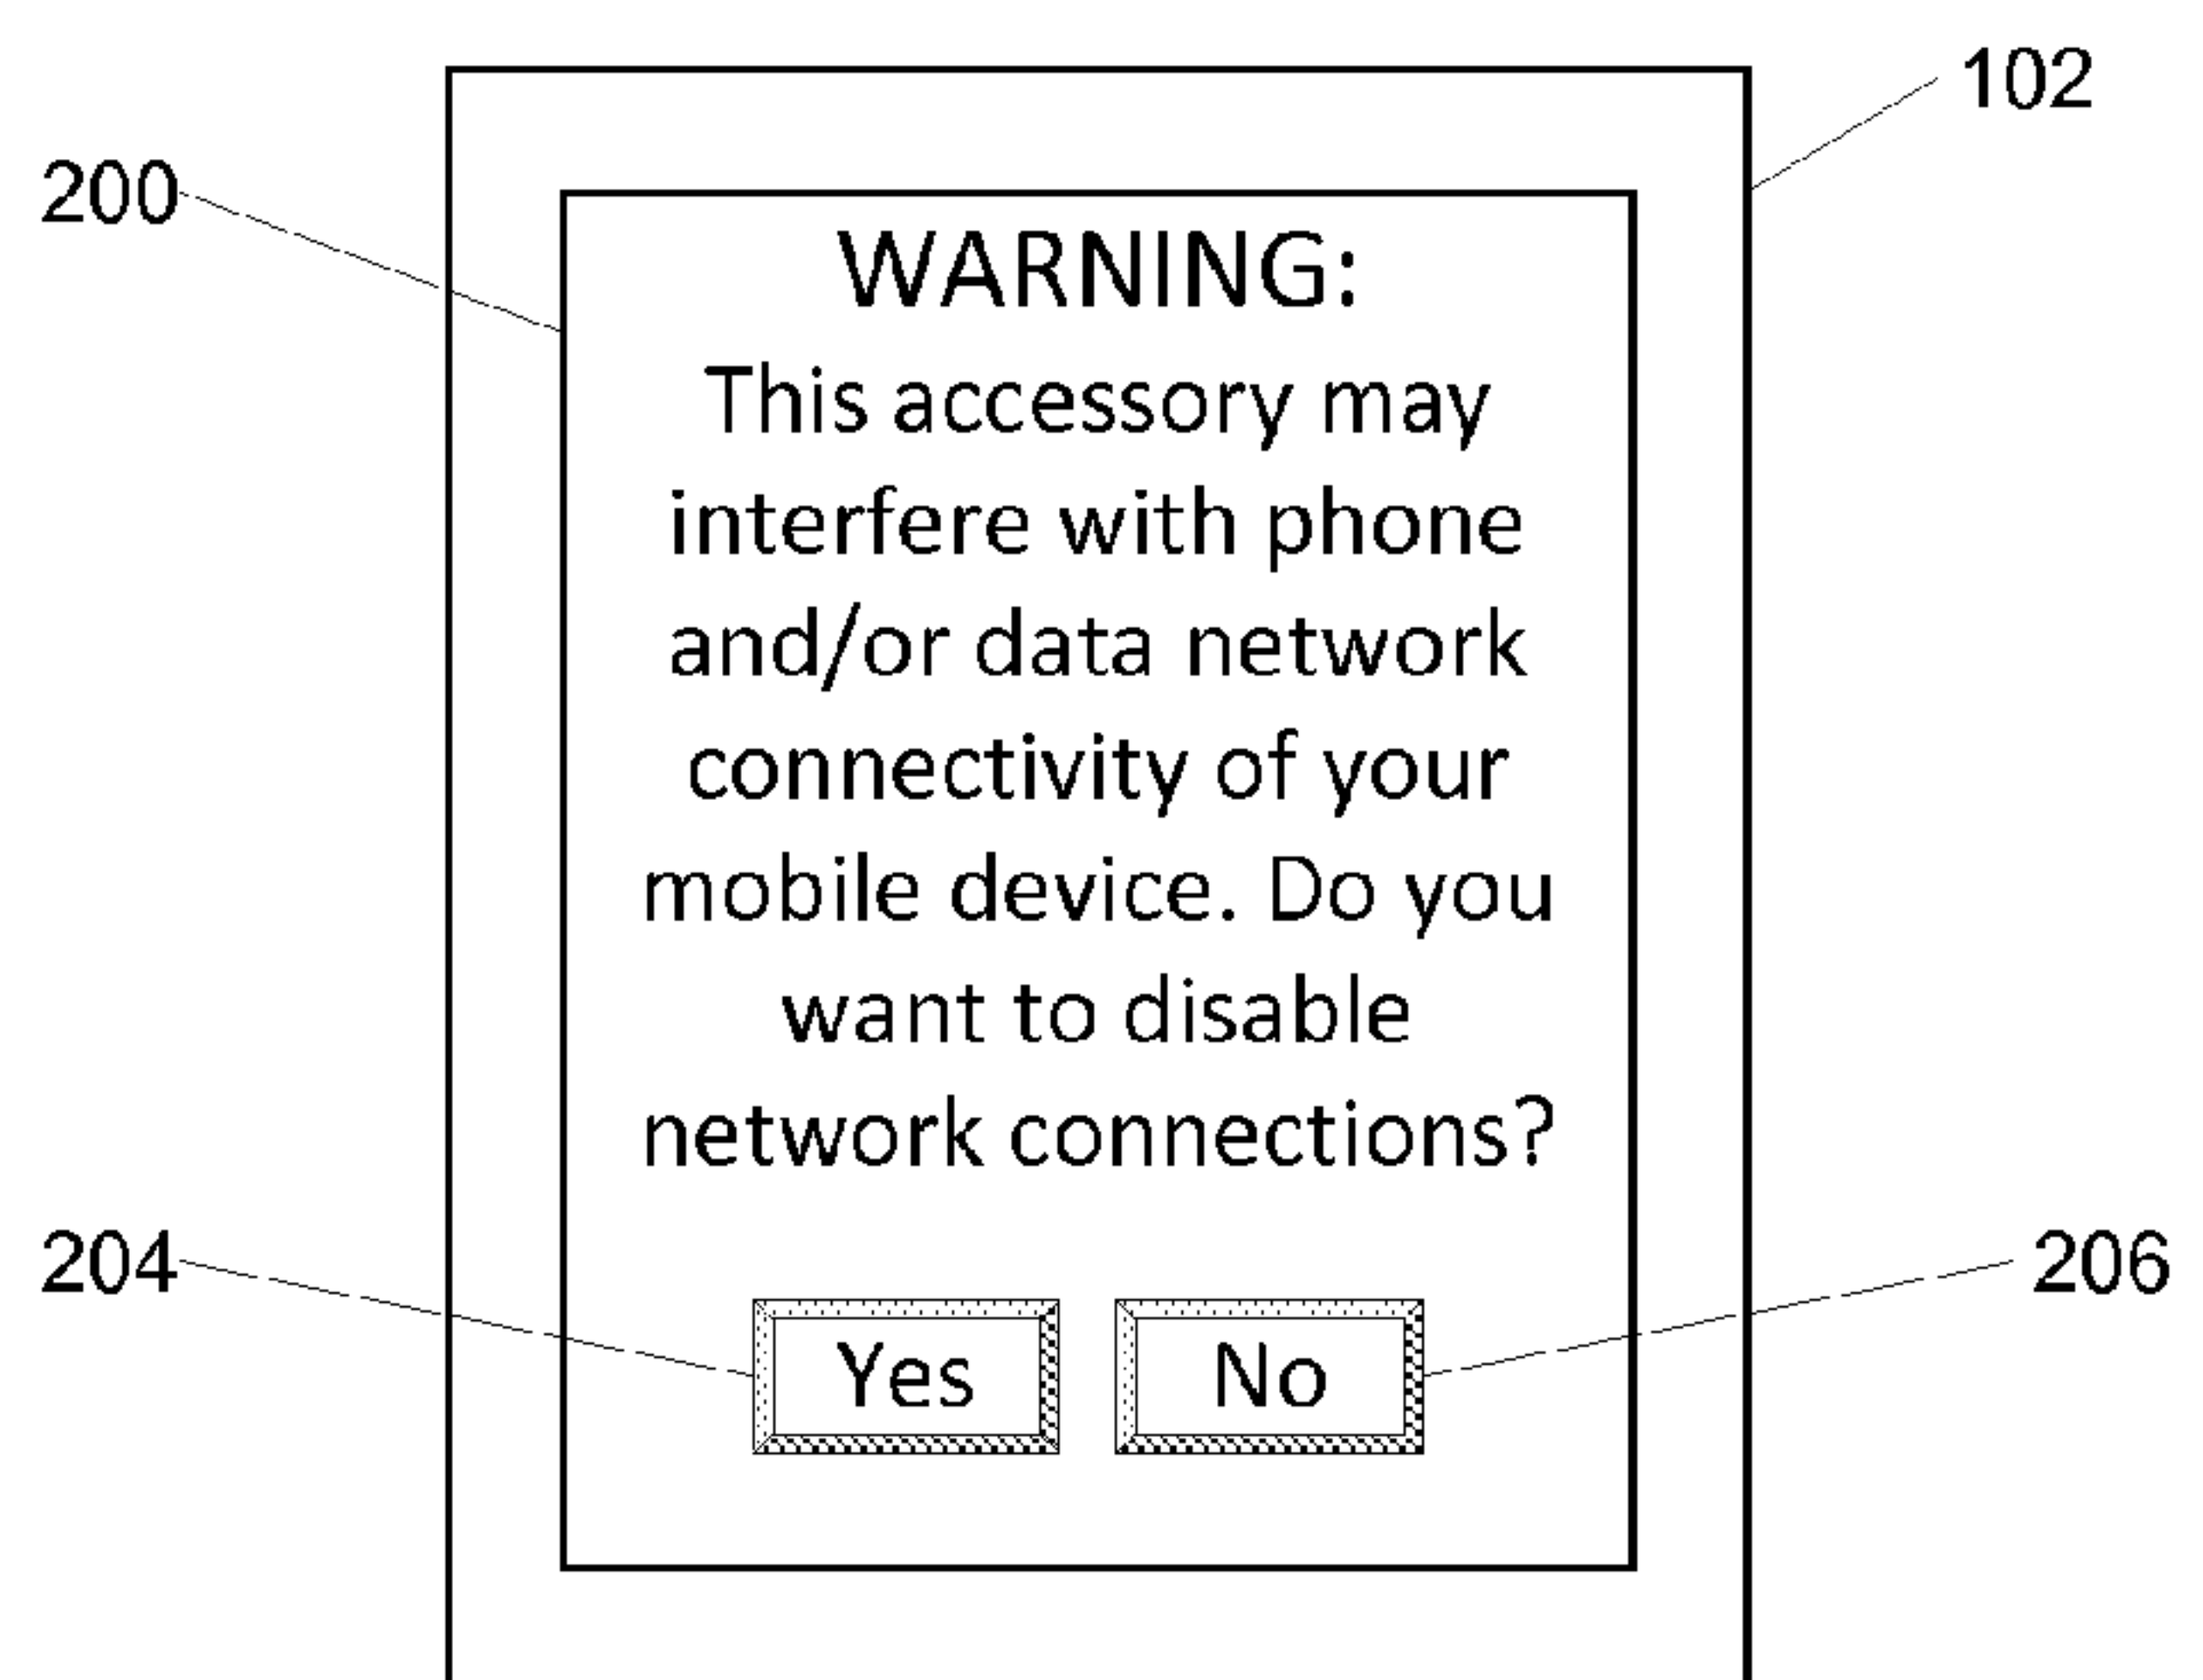 102
200
WARNING:
This accessory may
interfere with phone
and/or data network
connectivity of your
mobile device. Do you
want to disable
network connections?
204
206
Yes
No